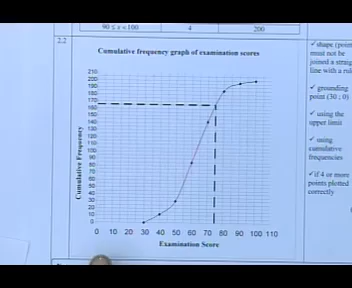 90 ≤ x < 100 4 200
2.2
Cumulative frequency graph of examination scores
210
200
190
180
170
160
150
140
130
120
110
100
90
80
70
60
50
40
30
20
10
0
Cumulative Frequency
0 10 20 30 40 50 60 70 80 90 100 110
Examination Score
✓shape (poin
must not be
joined a straig
line with a rul
✓ grounding
point (30 ; 0)
✓using the
upper limit
✓ using
cumulative
frequencies
✓if 4 or more
points plotted
correctly